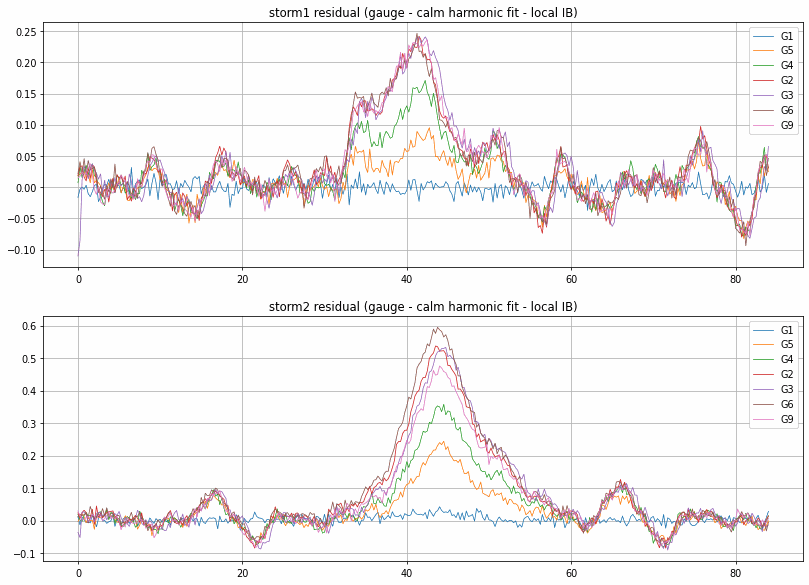 storm1 residual (gauge - calm harmonic fit - local IB)
0.25
0.20
0.15
0.10
0.05
0.00
−0.05
−0.10
G1
G5
G4
G2
G3
G6
G9
0 20 40 60 80
storm2 residual (gauge - calm harmonic fit - local IB)
0.6
0.5
0.4
0.3
0.2
0.1
0.0
−0.1
G1
G5
G4
G2
G3
G6
G9
0 20 40 60 80